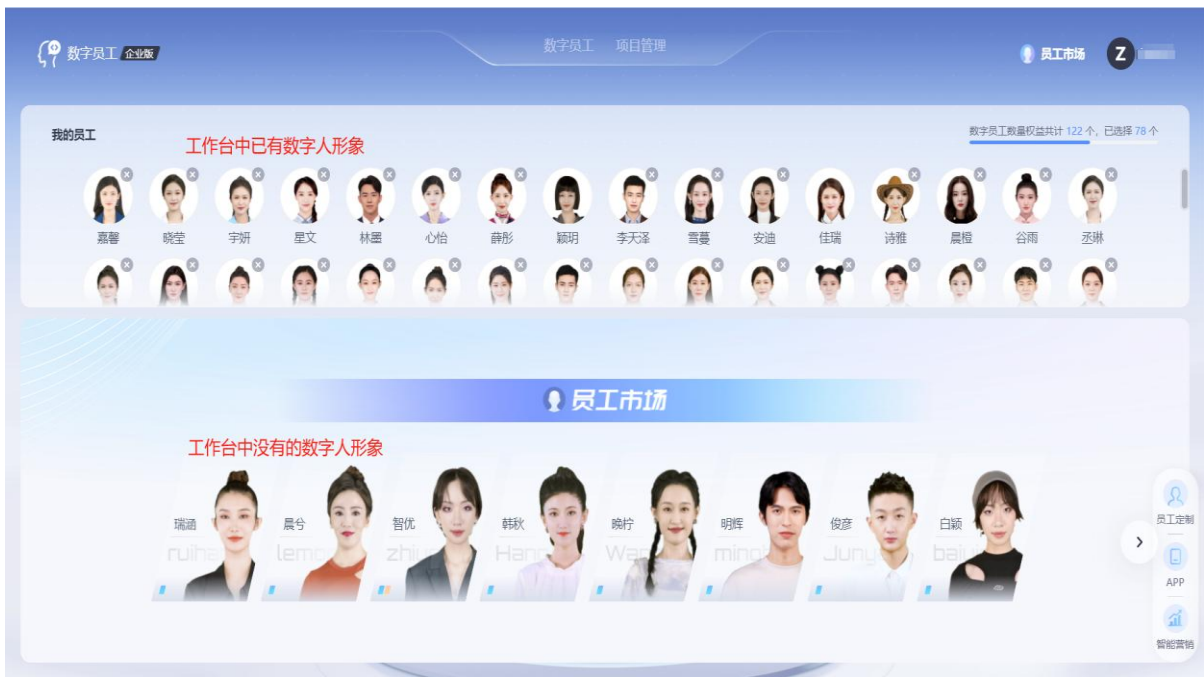 数字员工 企业版
数字员工 项目管理
员工市场
Z
我的员工
工作台中已有数字人形象
数字员工数量权益共计 122 个，已选择 78 个
嘉馨 晓莹 宇妍 星文 林墨 心怡 薛彤 颖玥 李天泽 雪蔓 安迪 佳瑞 诗雅 晨橙 谷雨 丞琳
员工市场
工作台中没有的数字人形象
瑞涵 晨兮 智优 韩秋 晚柠 明辉 俊彦 白颖
员工定制
APP
智能营销